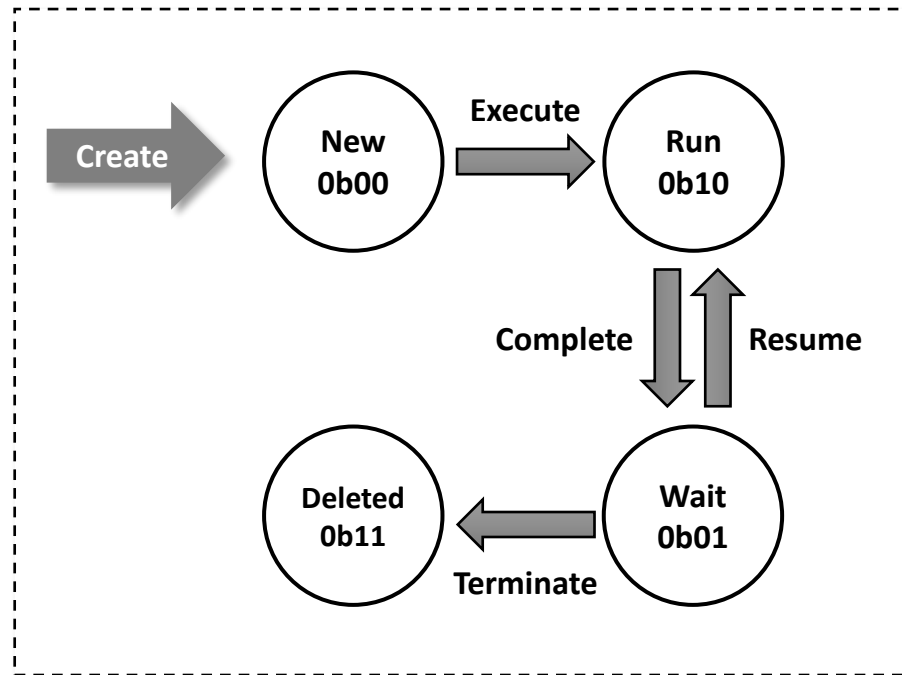 Create
New
0b00
Execute
Run
0b10
Complete
Resume
Deleted
0b11
Terminate
Wait
0b01